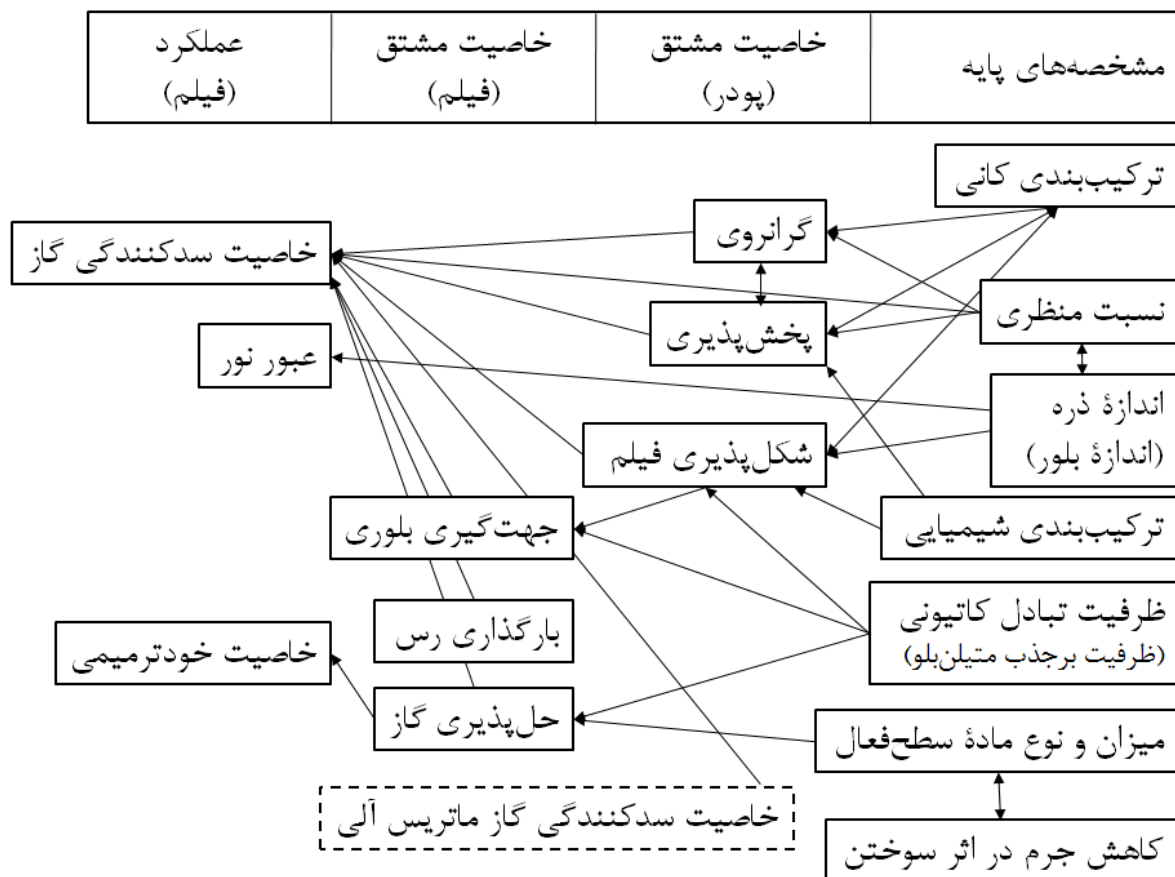 مشخصه‌های پایه
خاصیت مشتق
(پودر)
خاصیت مشتق
(فیلم)
عملکرد
(فیلم)
ترکیب‌بندی کانی
گرانروی
خاصیت سدکنندگی گاز
نسبت منظری
پخش‌پذیری
عبور نور
اندازهٔ ذره
(اندازهٔ بلور)
شکل‌پذیری فیلم
ترکیب‌بندی شیمیایی
جهت‌گیری بلوری
ظرفیت تبادل کاتیونی
(ظرفیت برجذب متیلن‌بلو)
بارگذاری رس
خاصیت خودترمیمی
حل‌پذیری گاز
میزان و نوع مادهٔ سطح‌فعال
خاصیت سدکنندگی گاز ماتریس آلی
کاهش جرم در اثر سوختن